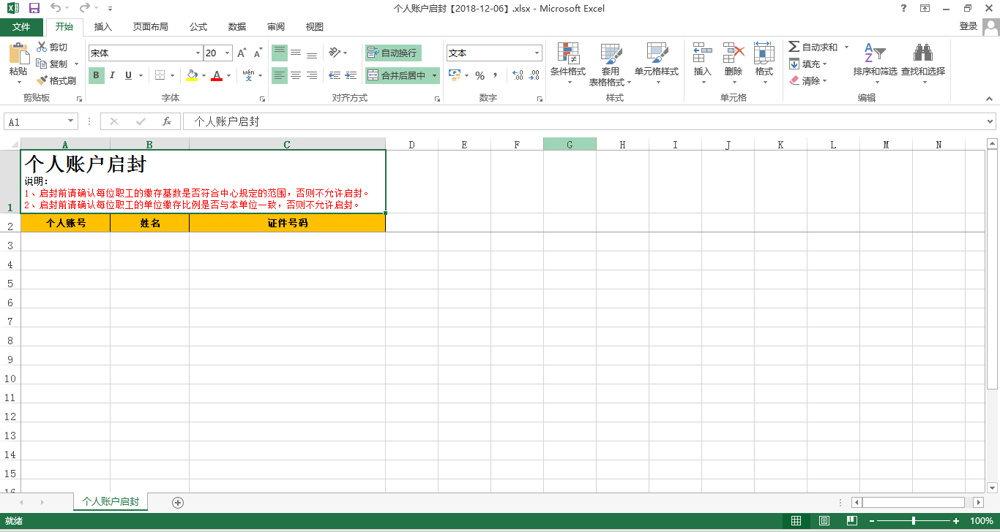 个人账户启封【2018-12-06】.xlsx - Microsoft Excel
?
文件 开始 插入 页面布局 公式 数据 审阅 视图 登录
粘贴 剪切 复制 格式刷
宋体 20
B I U A wén 文
自动换行
合并后居中
文本
%
条件格式 套用 表格格式 单元格样式
插入 删除 格式
自动求和 填充 清除
排序和筛选 查找和选择
剪贴板 字体 对齐方式 数字 样式 单元格 编辑
A1 fx 个人账户启封
A B C D E F G H I J K L M N
1
个人账户启封
说明:
1、启封前请确认每位职工的缴存基数是否符合中心规定的范围，否则不允许启封。
2、启封前请确认每位职工的单位缴存比例是否与本单位一致，否则不允许启封。
2 个人账号 姓名 证件号码
3
4
5
6
7
8
9
10
11
12
13
14
15
16
个人账户启封
就绪 100%